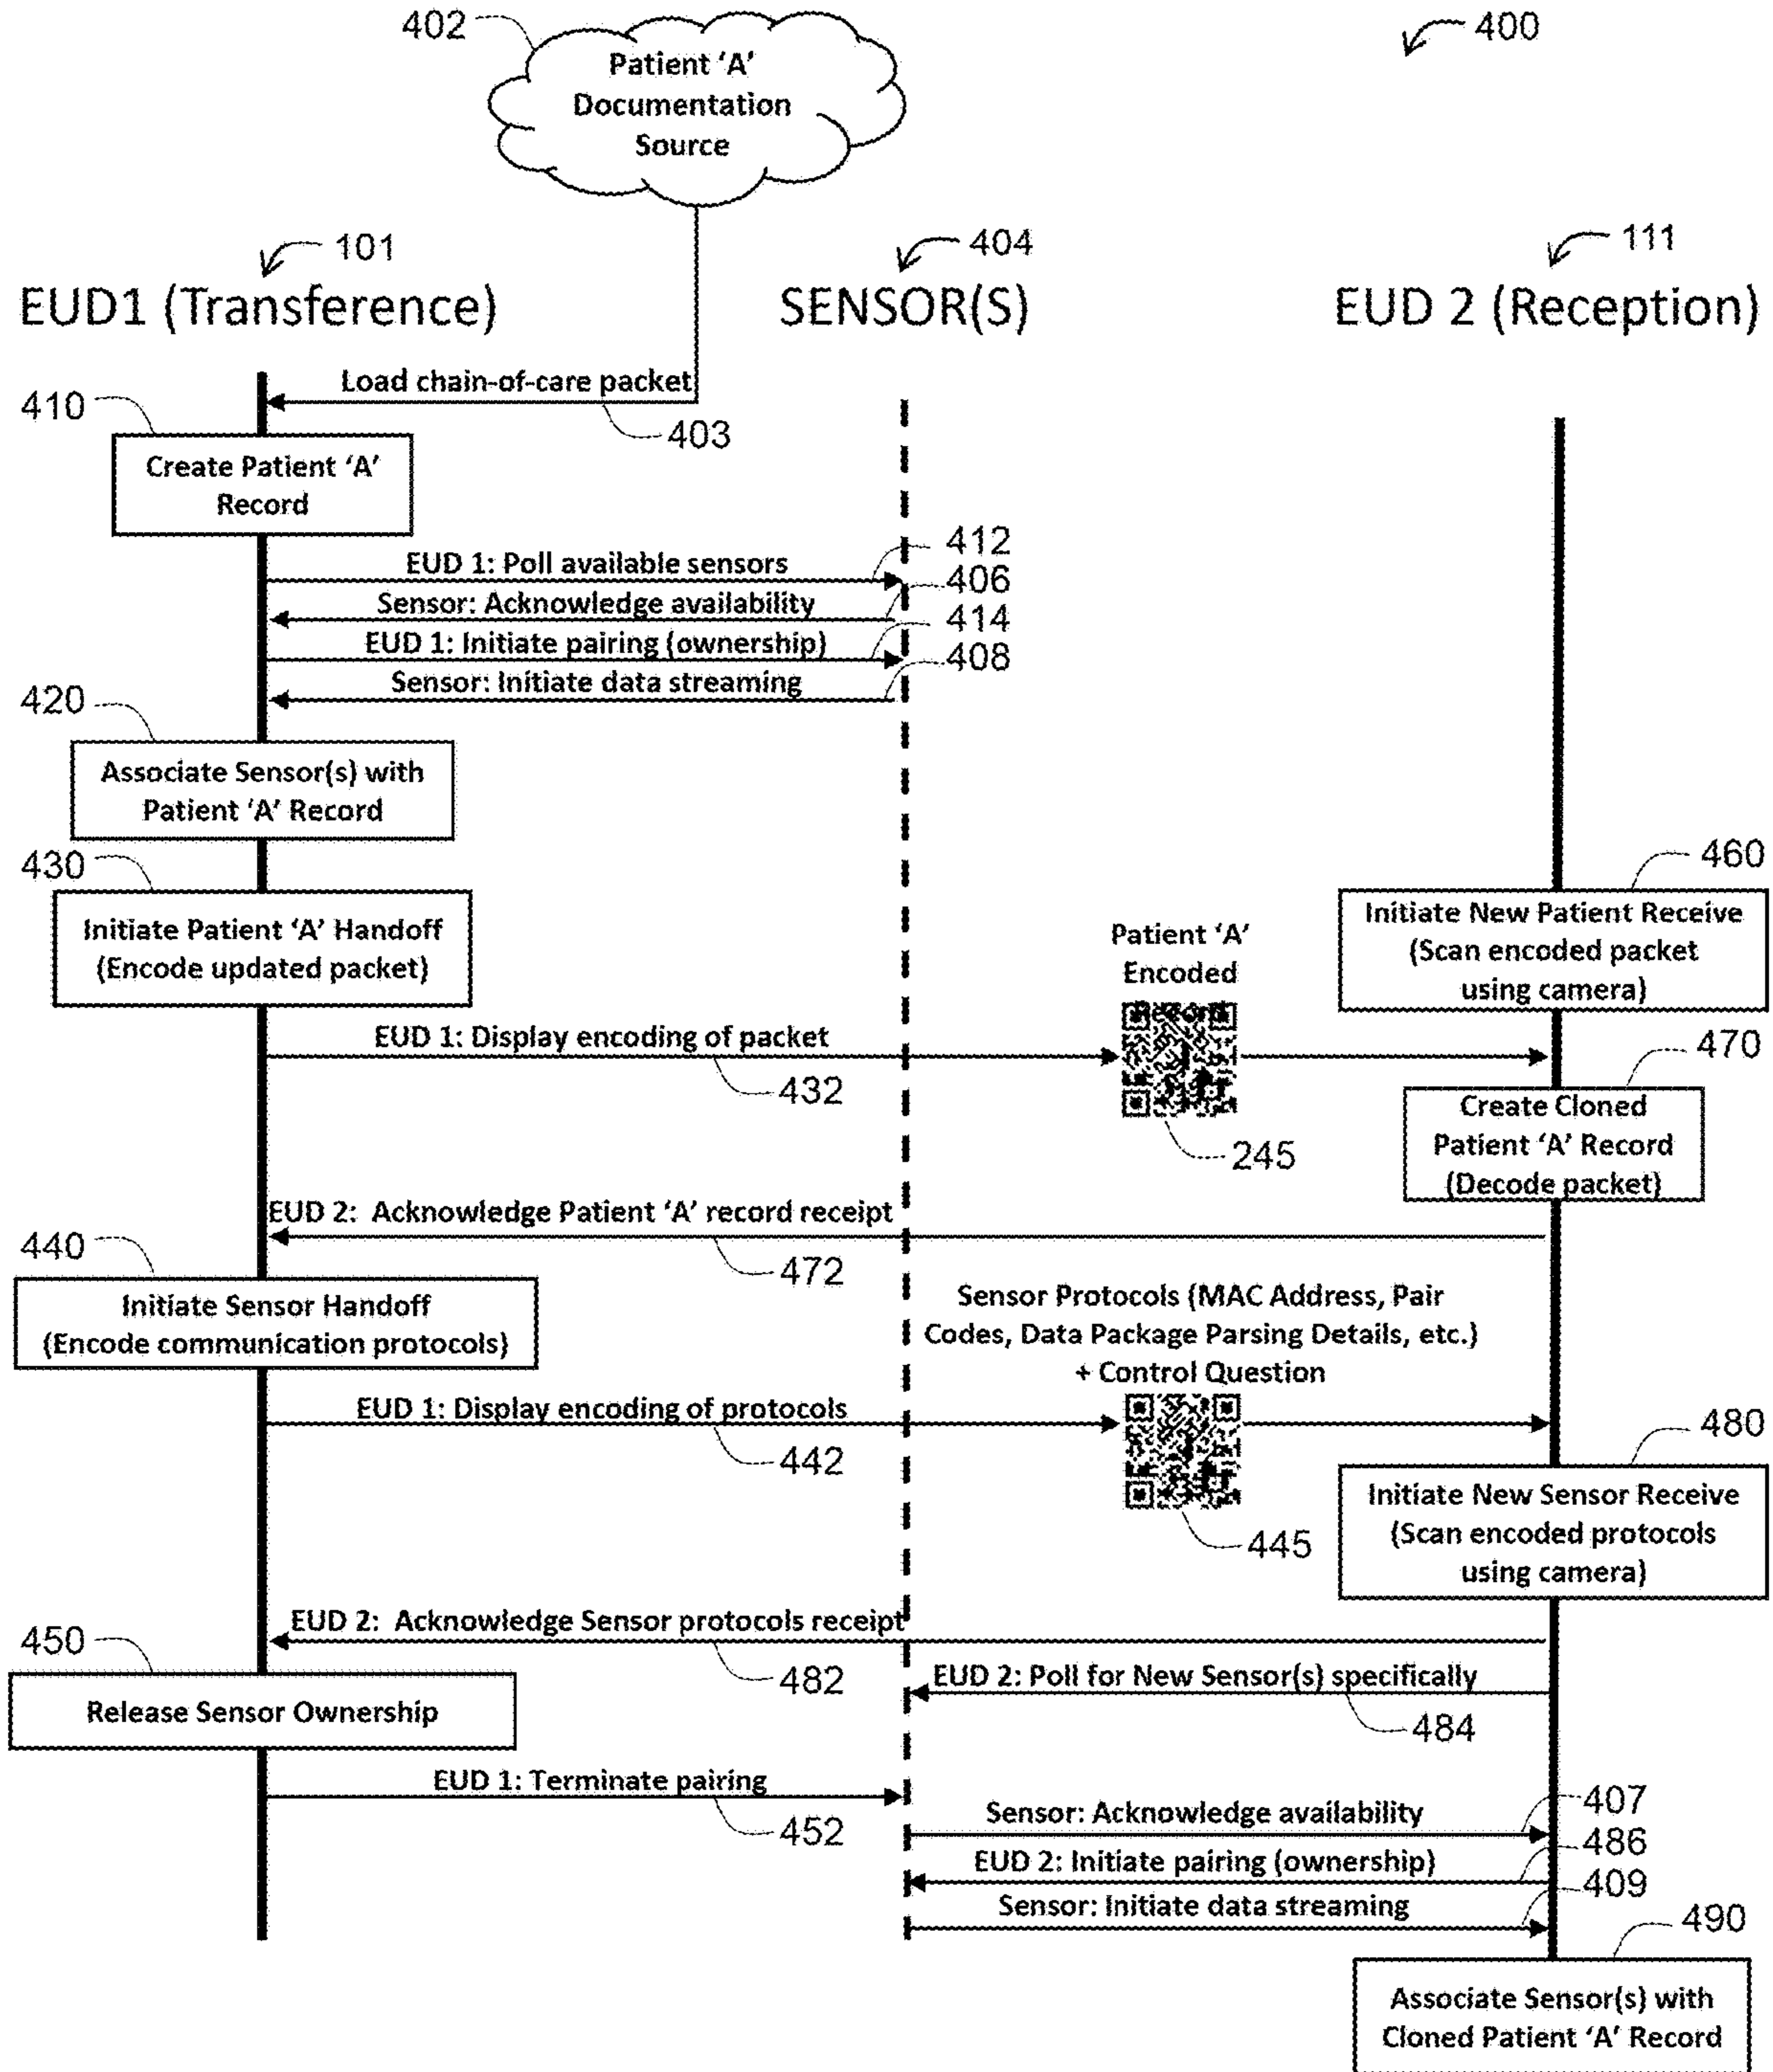 402
400
Patient ‘A’
Documentation
Source
101
404
111
EUD1 (Transference)
SENSOR(S)
EUD 2 (Reception)
Load chain-of-care packet
403
410
Create Patient ‘A’
Record
EUD 1: Poll available sensors
412
Sensor: Acknowledge availability
406
EUD 1: Initiate pairing (ownership)
414
Sensor: Initiate data streaming
408
420
Associate Sensor(s) with
Patient ‘A’ Record
430
Initiate Patient ‘A’ Handoff
(Encode updated packet)
460
Initiate New Patient Receive
(Scan encoded packet
using camera)
Patient ‘A’
Encoded
Record
EUD 1: Display encoding of packet
432
245
470
Create Cloned
Patient ‘A’ Record
(Decode packet)
EUD 2: Acknowledge Patient ‘A’ record receipt
472
440
Initiate Sensor Handoff
(Encode communication protocols)
Sensor Protocols (MAC Address, Pair
Codes, Data Package Parsing Details, etc.)
+ Control Question
EUD 1: Display encoding of protocols
442
445
480
Initiate New Sensor Receive
(Scan encoded protocols
using camera)
EUD 2: Acknowledge Sensor protocols receipt
482
450
Release Sensor Ownership
EUD 2: Poll for New Sensor(s) specifically
484
EUD 1: Terminate pairing
452
Sensor: Acknowledge availability
407
EUD 2: Initiate pairing (ownership)
486
Sensor: Initiate data streaming
409
490
Associate Sensor(s) with
Cloned Patient ‘A’ Record